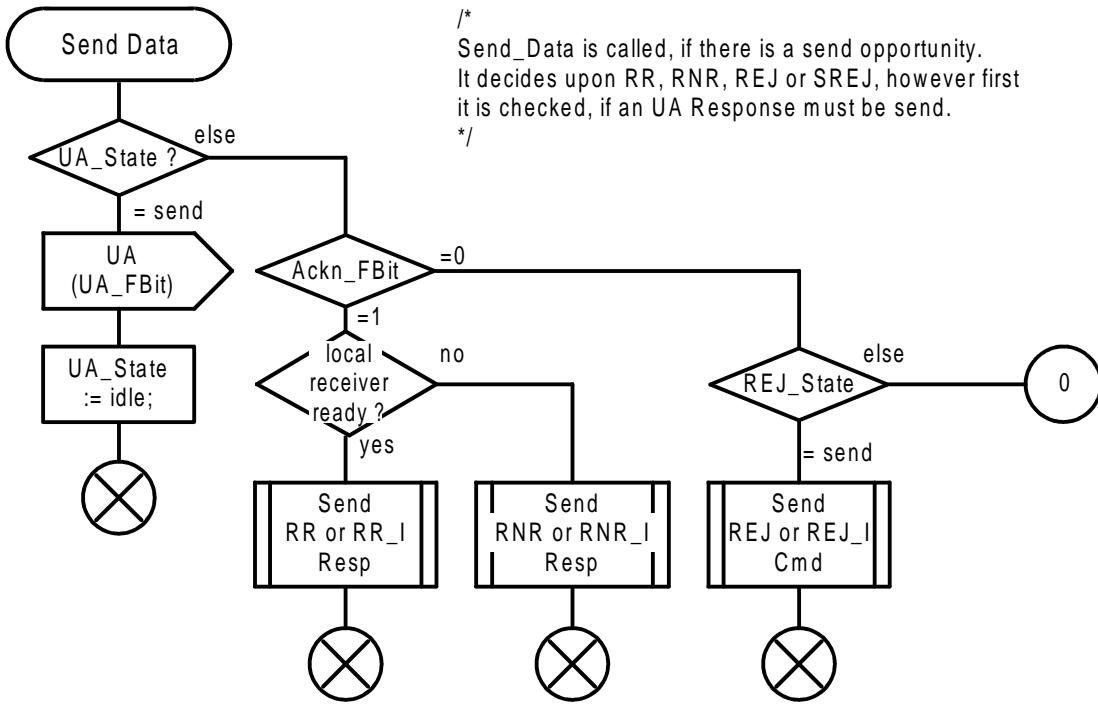 Send Data
/*
Send_Data is called, if there is a send opportunity.
It decides upon RR, RNR, REJ or SREJ, however first
it is checked, if an UA Response must be send.
*/
UA_State ?
else
= send
UA
(UA_FBit)
UA_State
:= idle;
Ackn_FBit
=0
=1
local
receiver
ready ?
no
yes
REJ_State
else
0
= send
Send
RR or RR_I
Resp
Send
RNR or RNR_I
Resp
Send
REJ or REJ_I
Cmd